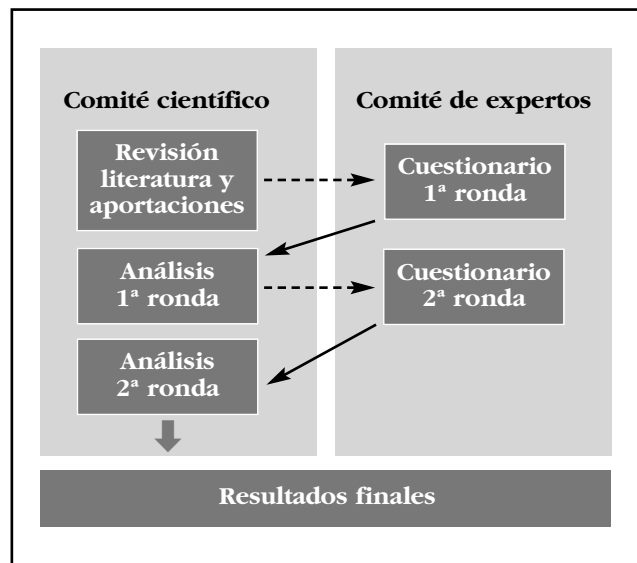 Comité científico
Revisión
literatura y
aportaciones
Análisis
1ª ronda
Análisis
2ª ronda
Comité de expertos
Cuestionario
1ª ronda
Cuestionario
2ª ronda
Resultados finales